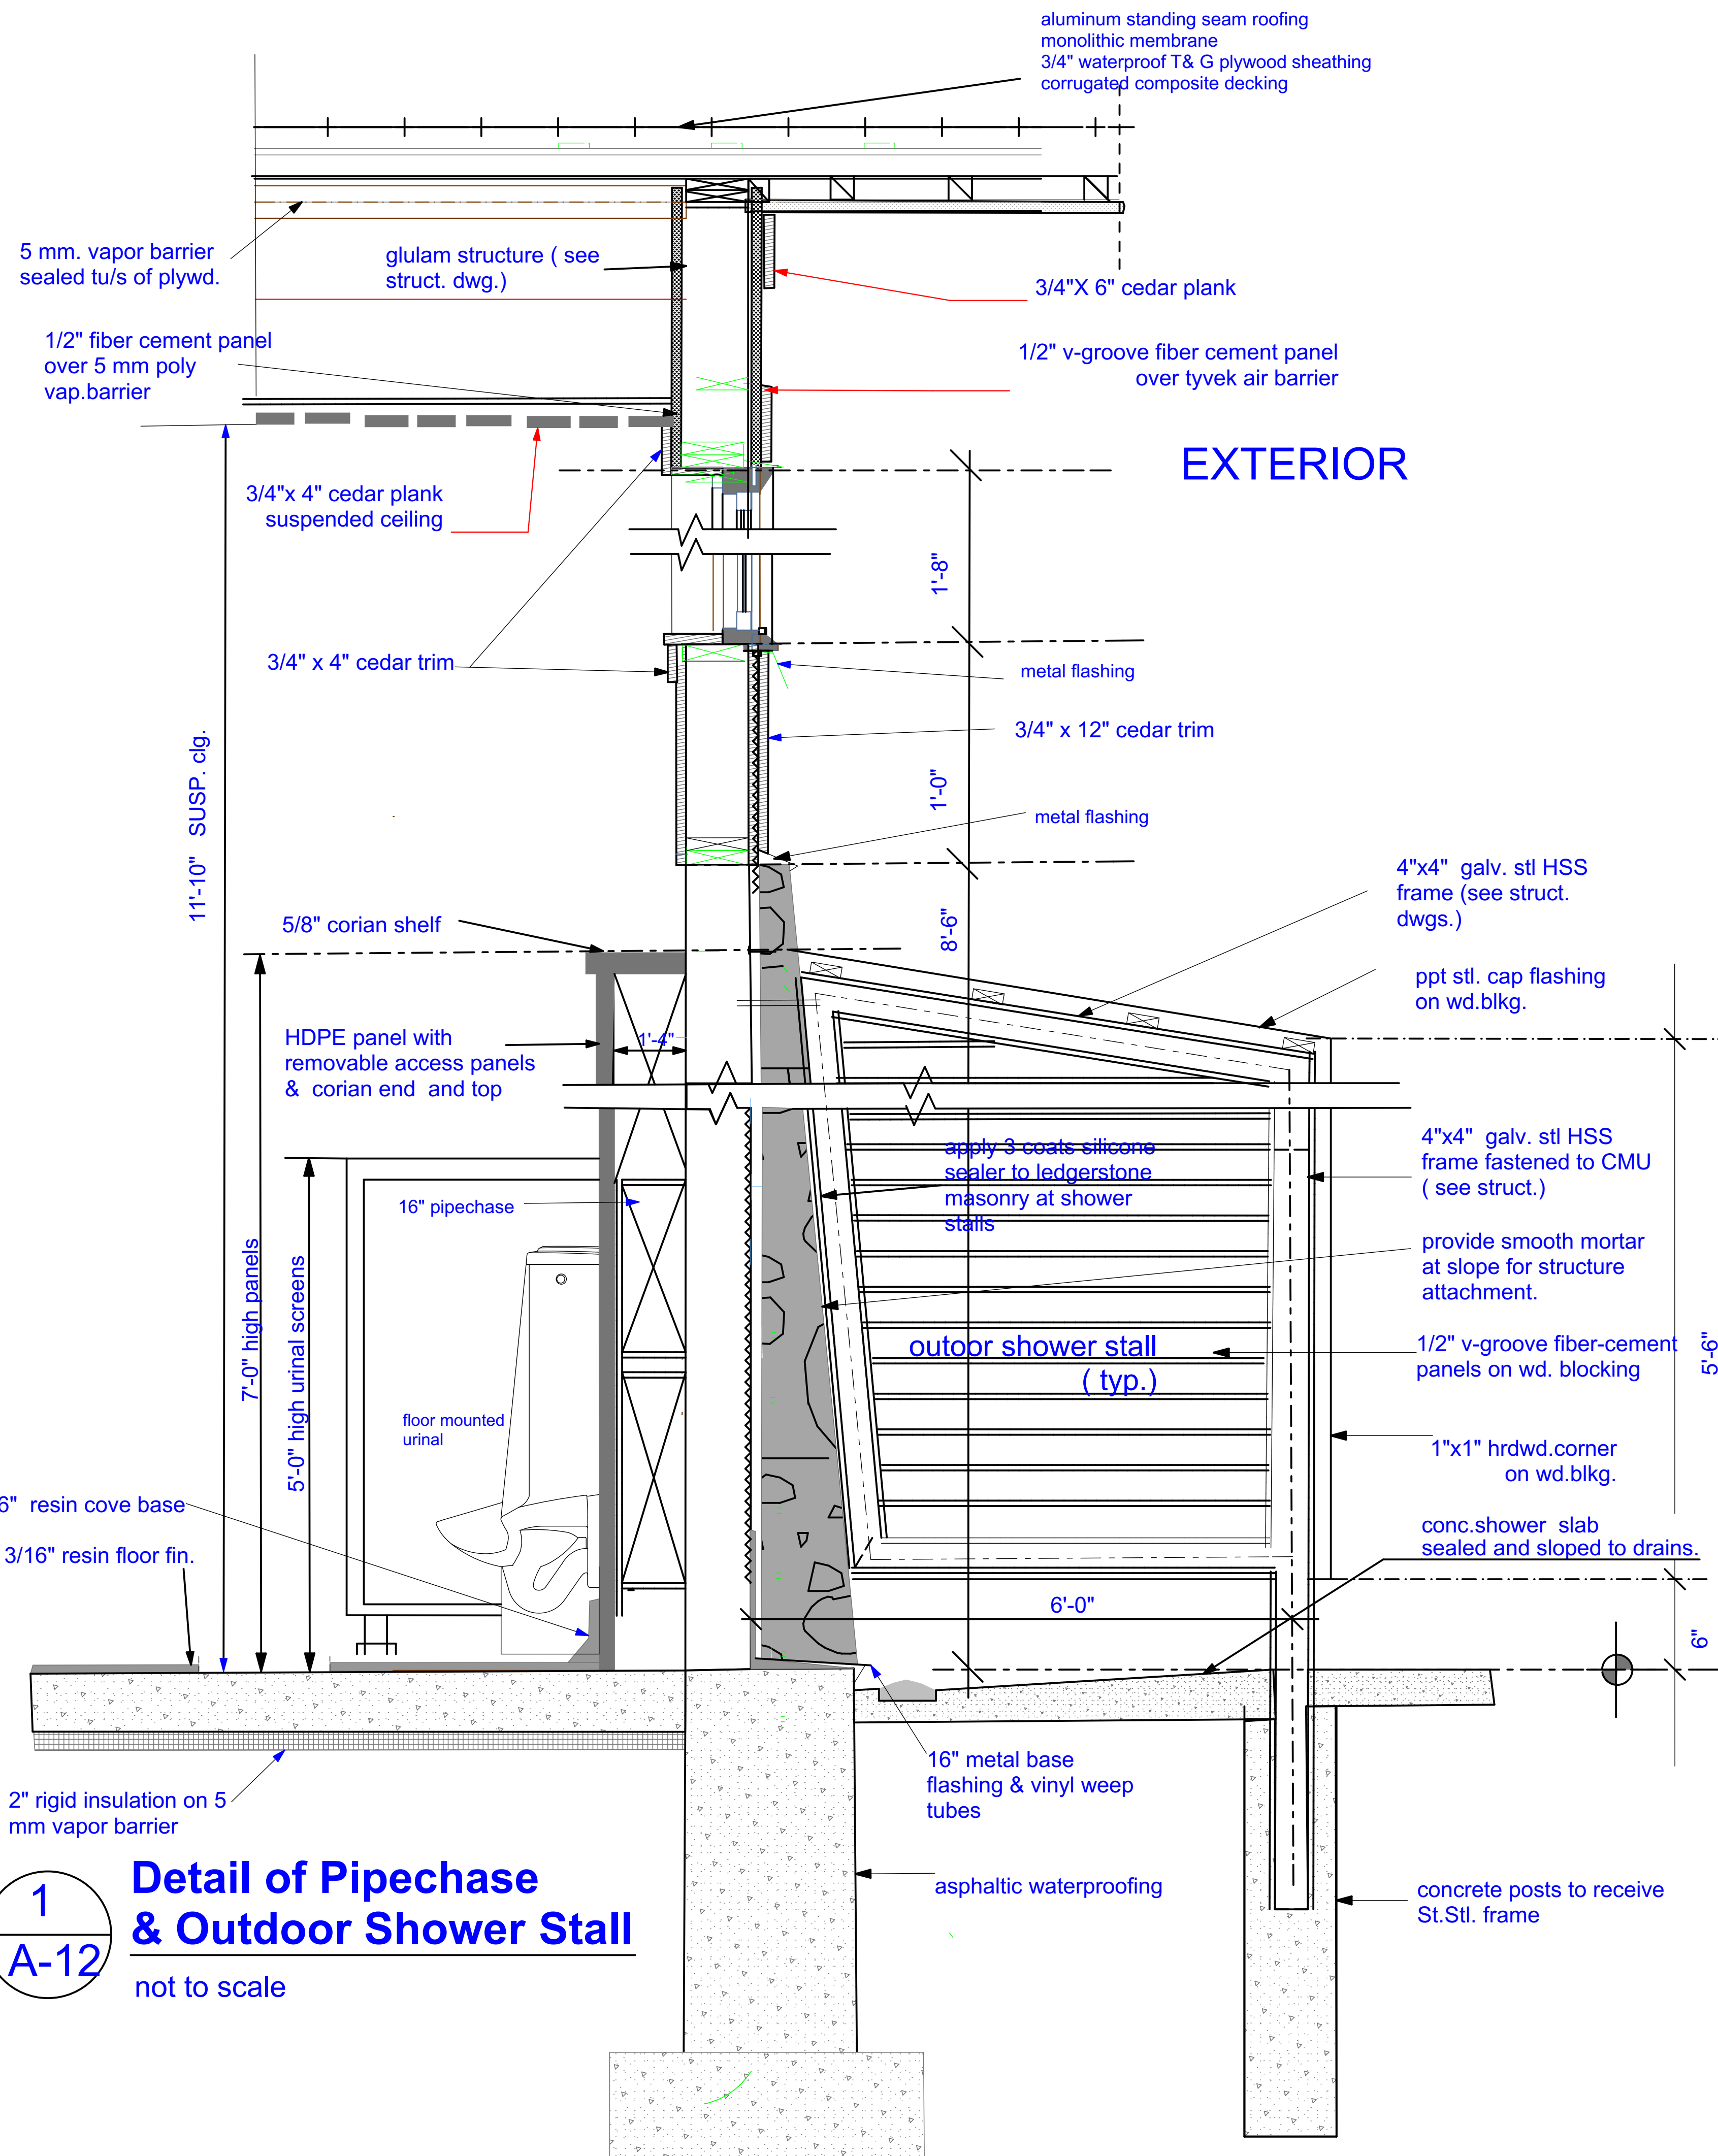 aluminum standing seam roofing
monolithic membrane
3/4" waterproof T& G plywood sheathing
corrugated composite decking
5 mm. vapor barrier
sealed tu/s of plywd.
glulam structure ( see
struct. dwg.)
3/4"X 6" cedar plank
1/2" fiber cement panel
over 5 mm poly
vap.barrier
1/2" v-groove fiber cement panel
over tyvek air barrier
EXTERIOR
3/4"x 4" cedar plank
suspended ceiling
1'-8"
3/4" x 4" cedar trim
metal flashing
3/4" x 12" cedar trim
11'-10" SUSP. clg.
1'-0"
metal flashing
4"x4" galv. stl HSS
frame (see struct.
dwgs.)
5/8" corian shelf
8'-6"
ppt stl. cap flashing
on wd.blkg.
HDPE panel with
removable access panels
& corian end and top
1'-4"
apply 3 coats silicone
sealer to ledgerstone
masonry at shower
stalls
4"x4" galv. stl HSS
frame fastened to CMU
( see struct.)
16" pipechase
7'-0" high panels
5'-0" high urinal screens
provide smooth mortar
at slope for structure
attachment.
outoor shower stall
( typ.)
1/2" v-groove fiber-cement
panels on wd. blocking
5'-6"
floor mounted
urinal
1"x1" hrdwd.corner
on wd.blkg.
6" resin cove base
3/16" resin floor fin.
conc.shower slab
sealed and sloped to drains.
6'-0"
6"
16" metal base
flashing & vinyl weep
tubes
2" rigid insulation on 5
mm vapor barrier
asphaltic waterproofing
concrete posts to receive
St.Stl. frame
1
A-12
Detail of Pipechase
& Outdoor Shower Stall
not to scale